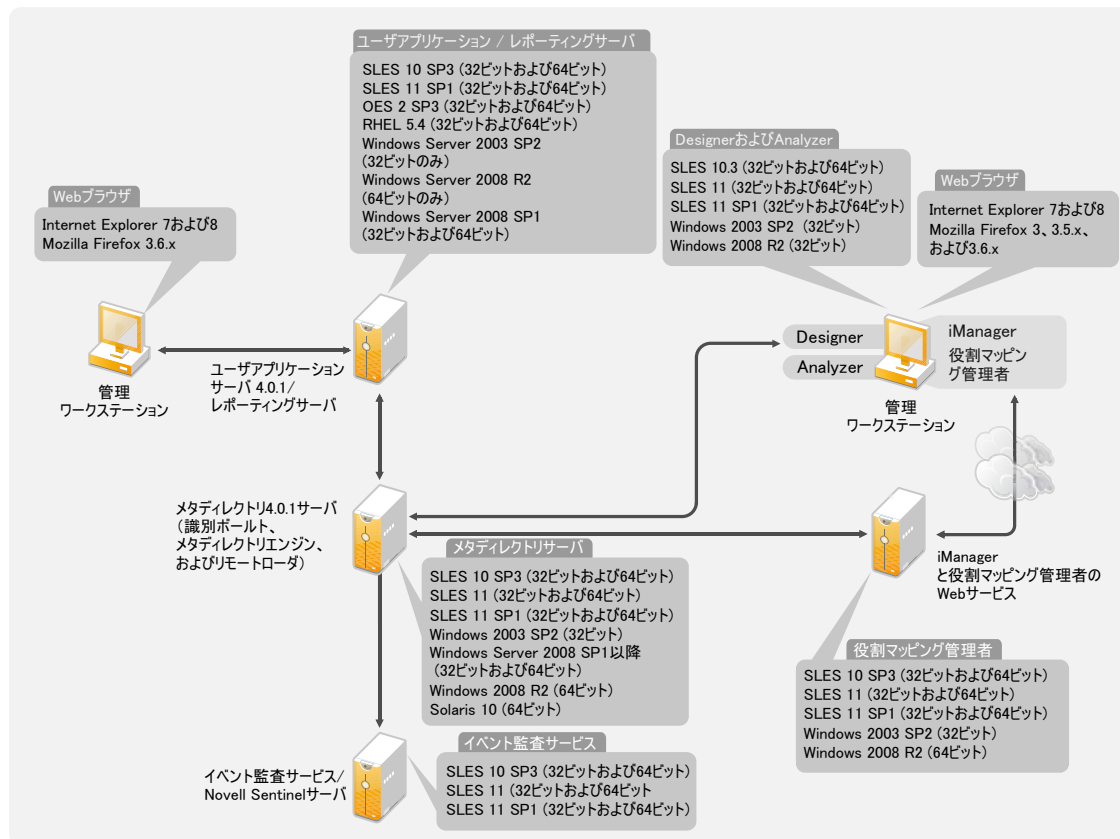 ユーザアプリケーション / レポーティングサーバ
SLES 10 SP3 (32ビットおよび64ビット)
SLES 11 SP1 (32ビットおよび64ビット)
OES 2 SP3 (32ビットおよび64ビット)
RHEL 5.4 (32ビットおよび64ビット)
Windows Server 2003 SP2
(32ビットのみ)
Windows Server 2008 R2
(64ビットのみ)
Windows Server 2008 SP1
(32ビットおよび64ビット)
DesignerおよびAnalyzer
SLES 10.3 (32ビットおよび64ビット)
SLES 11 (32ビットおよび64ビット)
SLES 11 SP1 (32ビットおよび64ビット)
Windows 2003 SP2 (32ビット)
Windows 2008 R2 (32ビット)
Webブラウザ
Internet Explorer 7および8
Mozilla Firefox 3.6.x
Webブラウザ
Internet Explorer 7および8
Mozilla Firefox 3、3.5.x、
および3.6.x
管理
ワークステーション
ユーザアプリケーション
サーバ 4.0.1/
レポーティングサーバ
Designer
Analyzer
iManager
役割マッピン
グ管理者
管理
ワークステーション
メタディレクトリ4.0.1サーバ
(識別ボールト、
メタディレクトリエンジン、
およびリモートローダ)
メタディレクトリサーバ
SLES 10 SP3 (32ビットおよび64ビット)
SLES 11 (32ビットおよび64ビット)
SLES 11 SP1 (32ビットおよび64ビット)
Windows 2003 SP2 (32ビット)
Windows Server 2008 SP1以降
(32ビットおよび64ビット)
Windows 2008 R2 (64ビット)
Solaris 10 (64ビット)
iManager
と役割マッピング管理者の
Webサービス
役割マッピング管理者
SLES 10 SP3 (32ビットおよび64ビット)
SLES 11 (32ビットおよび64ビット)
SLES 11 SP1 (32ビットおよび64ビット)
Windows 2003 SP2 (32ビット)
Windows 2008 R2 (64ビット)
イベント監査サービス/
Novell Sentinelサーバ
イベント監査サービス
SLES 10 SP3 (32ビットおよび64ビット)
SLES 11 (32ビットおよび64ビット
SLES 11 SP1 (32ビットおよび64ビット)